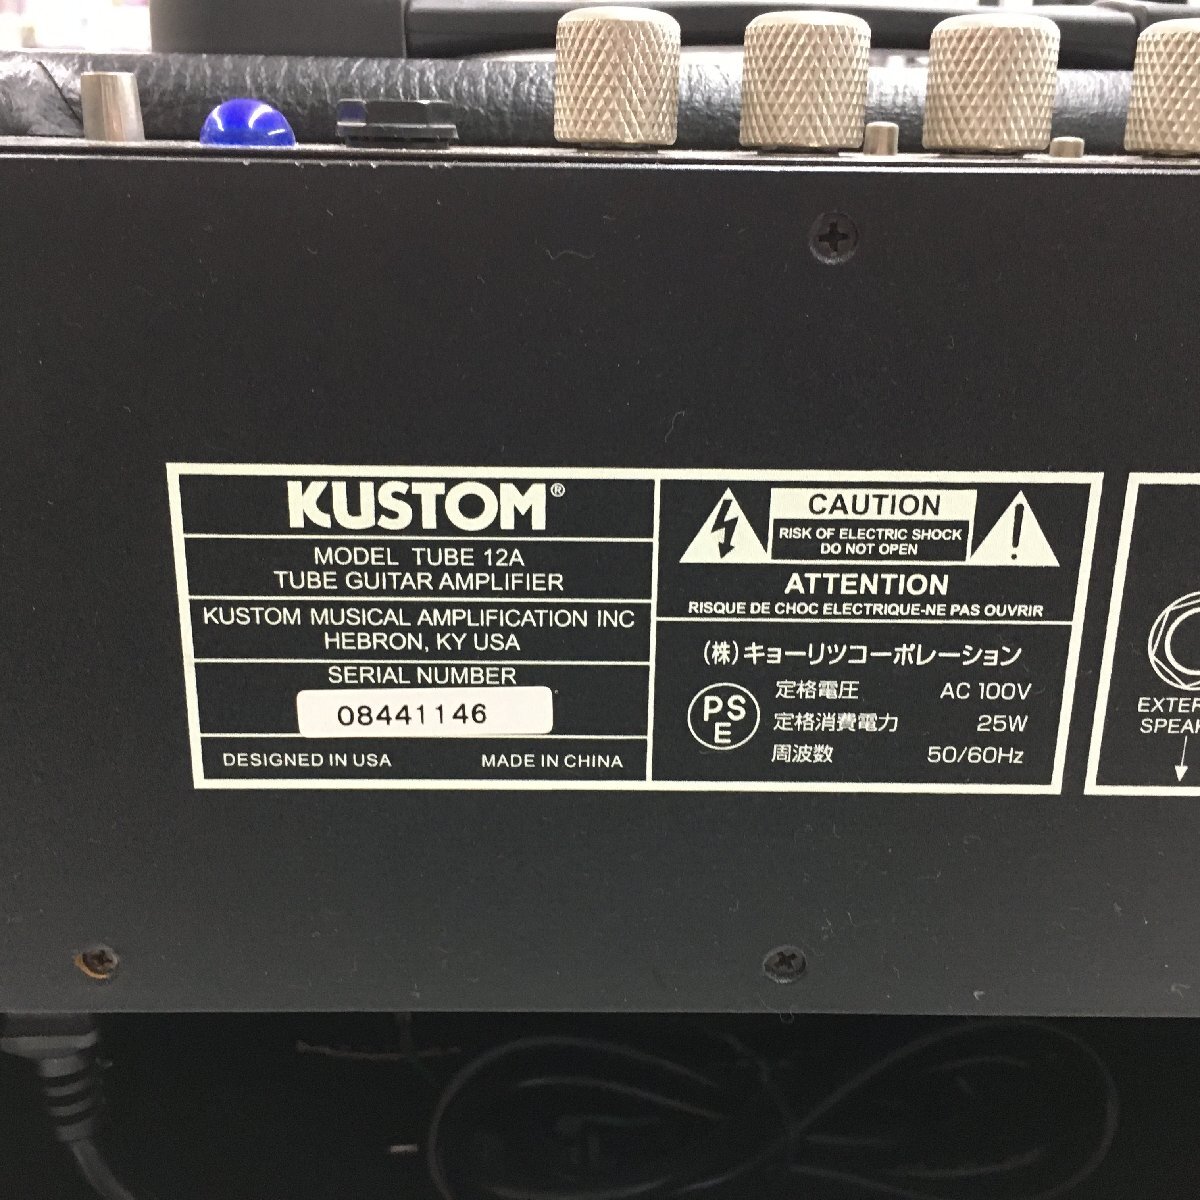 KUSTOM®
MODEL TUBE 12A
TUBE GUITAR AMPLIFIER
KUSTOM MUSICAL AMPLIFICATION INC
HEBRON, KY USA
SERIAL NUMBER
08441146
DESIGNED IN USA MADE IN CHINA
CAUTION
RISK OF ELECTRIC SHOCK
DO NOT OPEN
ATTENTION
RISQUE DE CHOC ELECTRIQUE-NE PAS OUVRIR
(株)キョーリツコーポレーション
PSE
定格電圧 AC 100V
定格消費電力 25W
周波数 50/60Hz